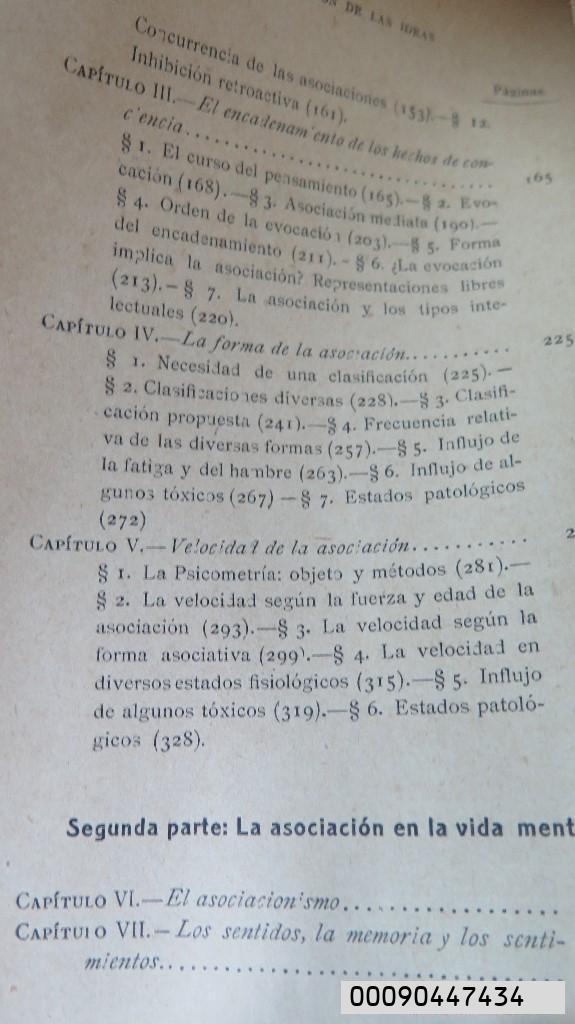 DE LAS IDEAS
Páginas
Concurrencia de las asociaciones (153).—§ 12.
Inhibición retroactiva (161).
CAPÍTULO III.—El encadenamiento de los hechos de con-
ciencia.......................... 165
§ 1. El curso del pensamiento (165).—§ 2. Evo-
cación (168).—§ 3. Asociación mediata (190).—
§ 4. Orden de la evocación (203).—§ 5. Forma
del encadenamiento (211).-§ 6. ¿La evocación
implica la asociación? Representaciones libres
(213).—§ 7. La asociación y los tipos inte-
lectuales (220).
CAPÍTULO IV.—La forma de la asociación........... 225
§ 1. Necesidad de una clasificación (225).—
§ 2. Clasificaciones diversas (228).—§ 3. Clasifi-
cación propuesta (241).—§ 4. Frecuencia relati-
va de las diversas formas (257).—§ 5. Influjo de
la fatiga y del hambre (263).—§ 6. Influjo de al-
gunos tóxicos (267)—§ 7. Estados patológicos
(272)
CAPÍTULO V.—Velocidad de la asociación........... 2
§ 1. La Psicometría: objeto y métodos (281).—
§ 2. La velocidad según la fuerza y edad de la
asociación (293).—§ 3. La velocidad según la
forma asociativa (299).—§ 4. La velocidad en
diversos estados fisiológicos (315).—§ 5. Influjo
de algunos tóxicos (319).—§ 6. Estados patoló-
gicos (328).
Segunda parte: La asociación en la vida ment
CAPÍTULO VI.—El asociacionismo..................
CAPÍTULO VII.—Los sentidos, la memoria y los senti-
mientos..............................
00090447434